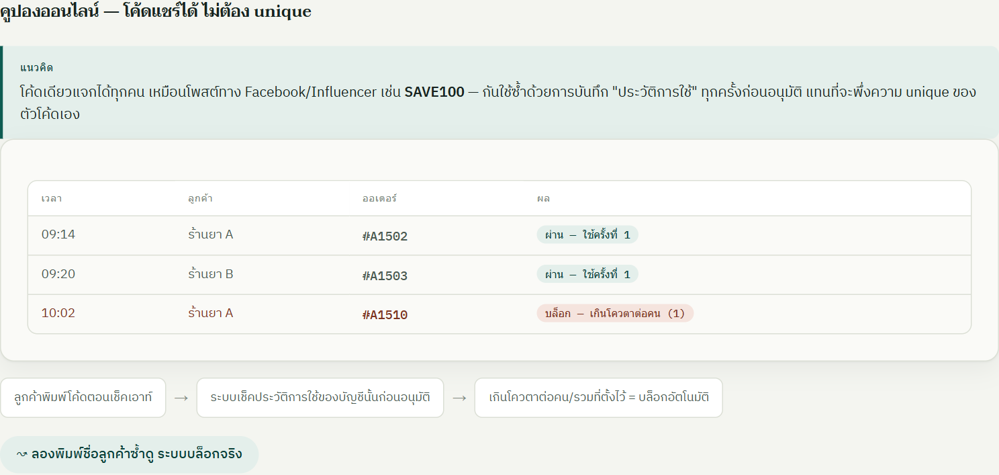 คูปองออนไลน์ — โค้ดแชร์ได้ ไม่ต้อง unique
แนวคิด
โค้ดเดียวแจกได้ทุกคน เหมือนโพสต์ทาง Facebook/Influencer เช่น SAVE100 — กันใช้ซ้ำด้วยการบันทึก "ประวัติการใช้" ทุกครั้งก่อนอนุมัติ แทนที่จะพึ่งความ unique ของ
ตัวโค้ดเอง
เวลา ลูกค้า ออเดอร์ ผล
09:14 ร้านยา A #A1502 ผ่าน — ใช้ครั้งที่ 1
09:20 ร้านยา B #A1503 ผ่าน — ใช้ครั้งที่ 1
10:02 ร้านยา A #A1510 บล็อก — เกินโควตาต่อคน (1)
ลูกค้าพิมพ์โค้ดตอนเช็คเอาท์ → ระบบเช็คประวัติการใช้ของบัญชีนั้นก่อนอนุมัติ → เกินโควตาต่อคน/รวมที่ตั้งไว้ = บล็อกอัตโนมัติ
↝ ลองพิมพ์ชื่อลูกค้าซ้ำดู ระบบบล็อกจริง